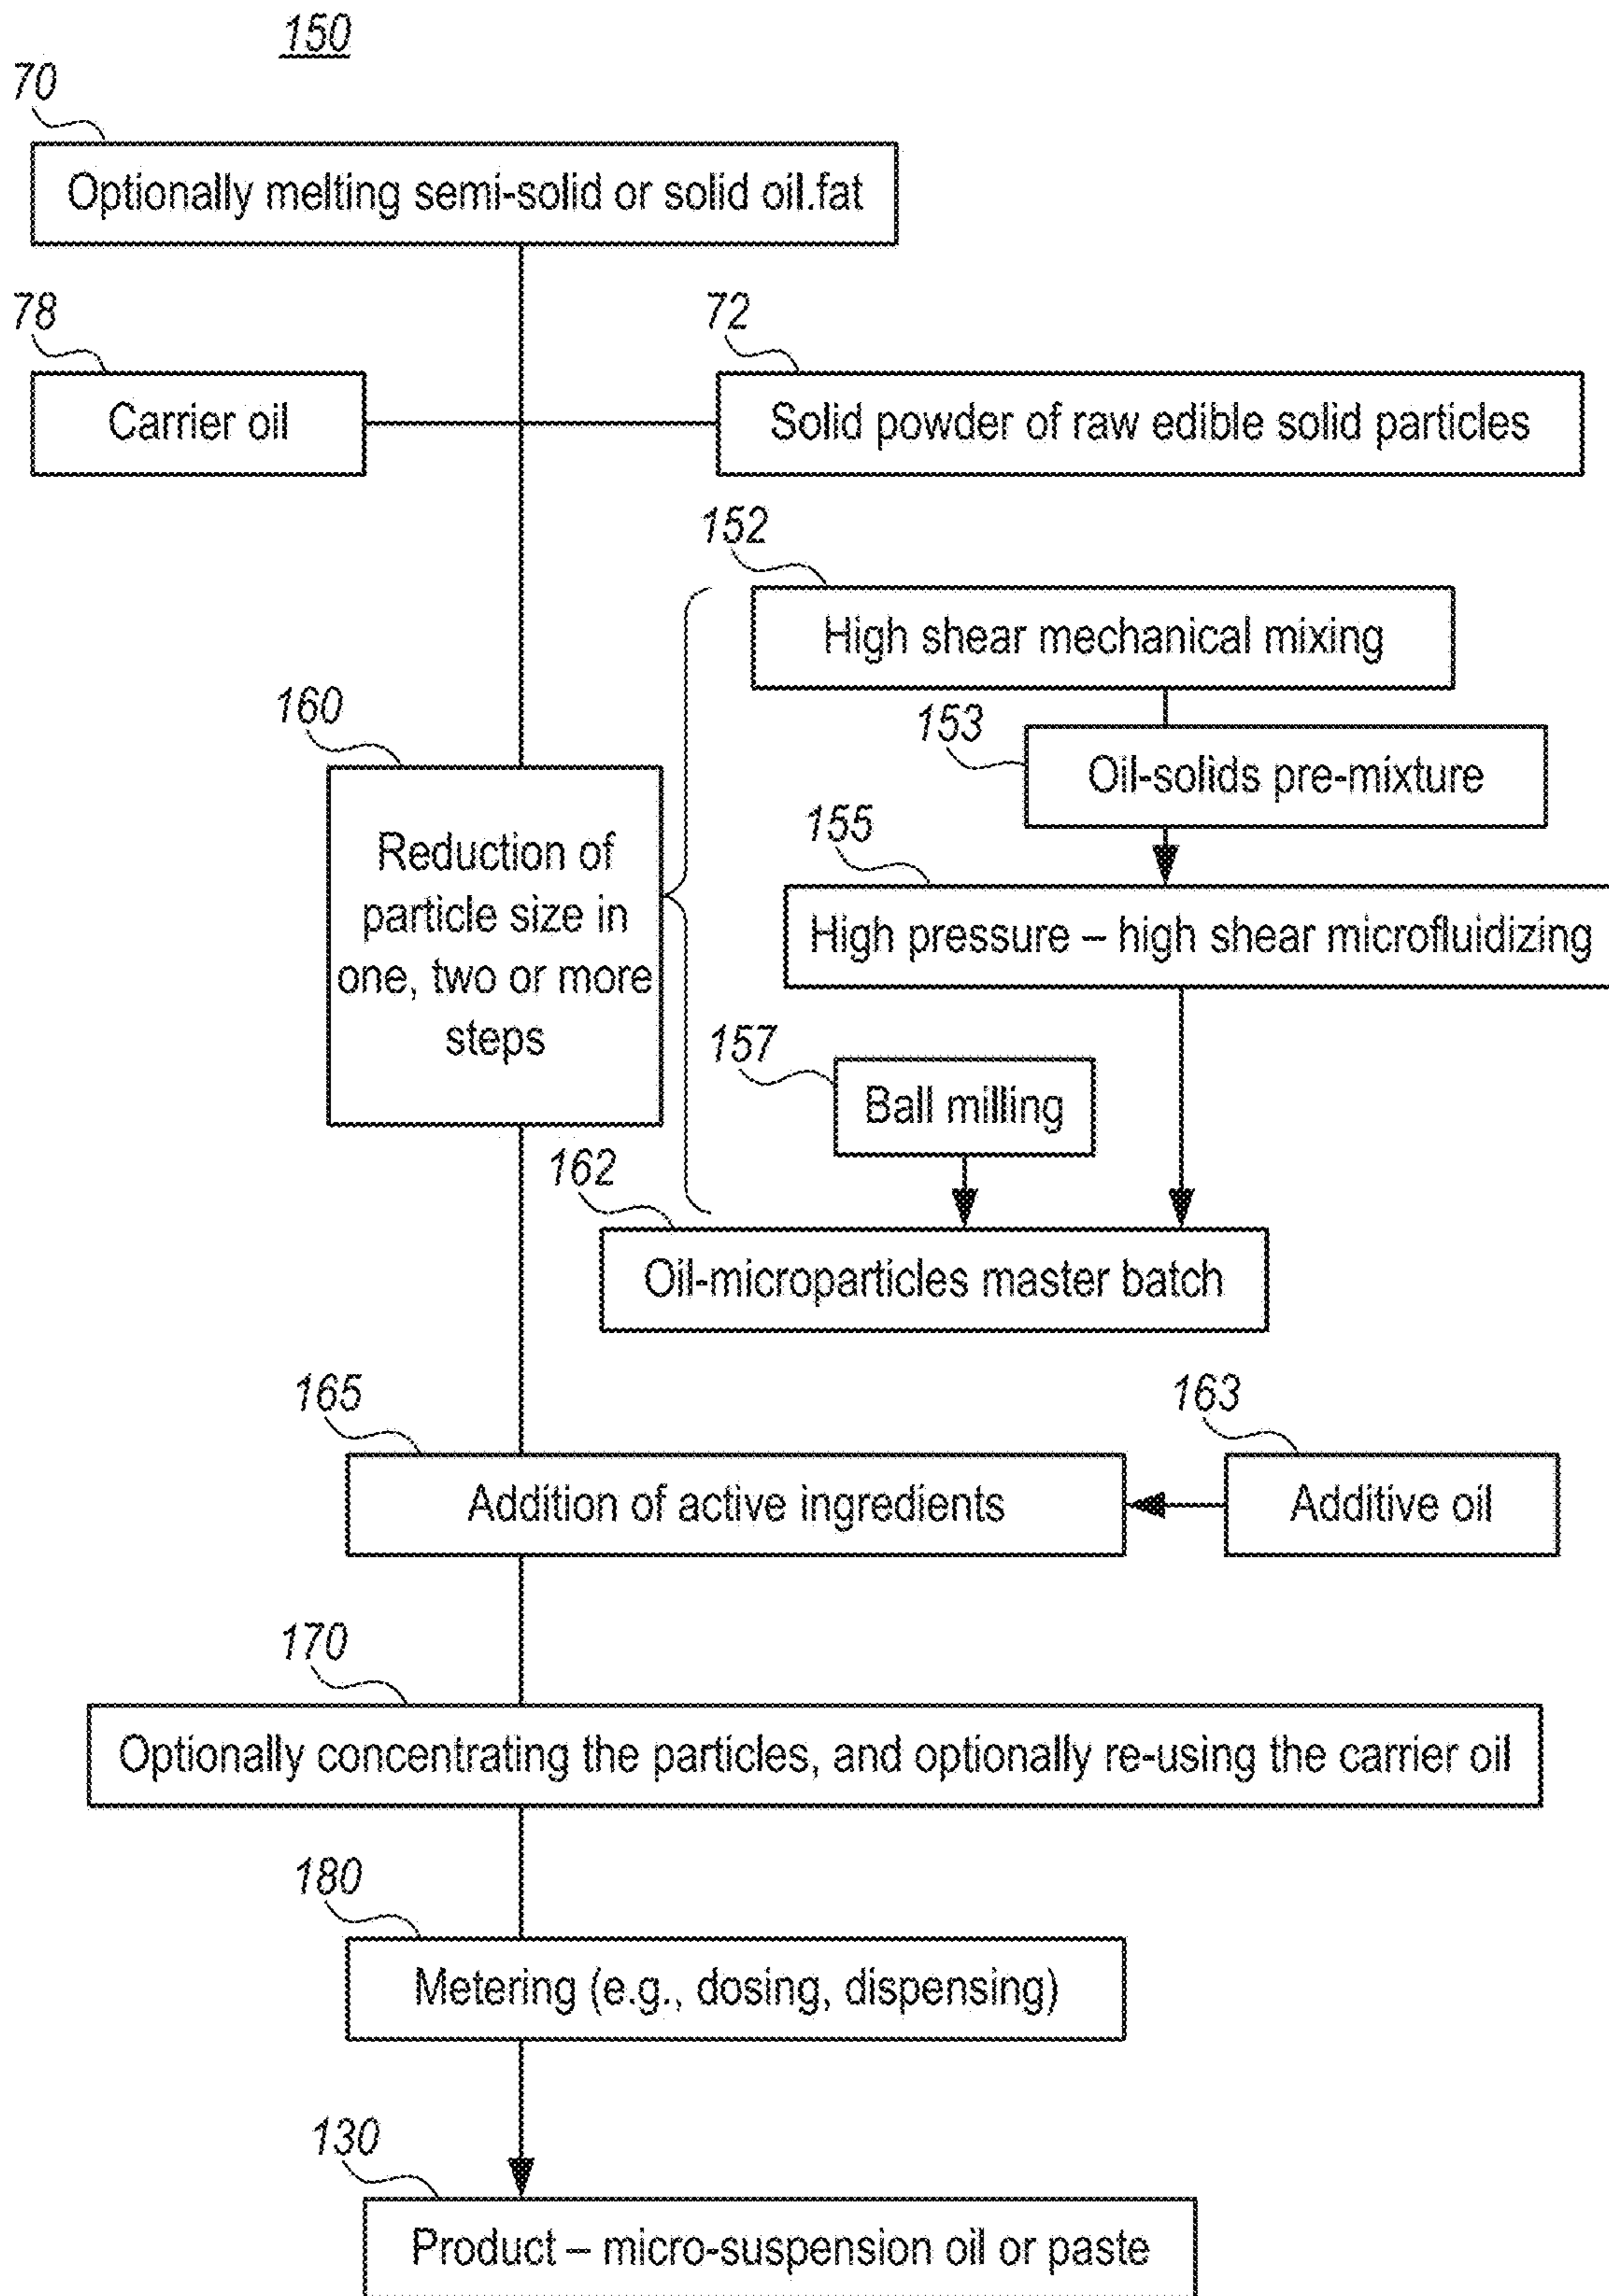 150
70
Optionally melting semi-solid or solid oil.fat
78
Carrier oil
72
Solid powder of raw edible solid particles
152
High shear mechanical mixing
153
Oil-solids pre-mixture
160
Reduction of
particle size in
one, two or more
steps
155
High pressure – high shear microfluidizing
157
Ball milling
162
Oil-microparticles master batch
165
Addition of active ingredients
163
Additive oil
170
Optionally concentrating the particles, and optionally re-using the carrier oil
180
Metering (e.g., dosing, dispensing)
130
Product – micro-suspension oil or paste